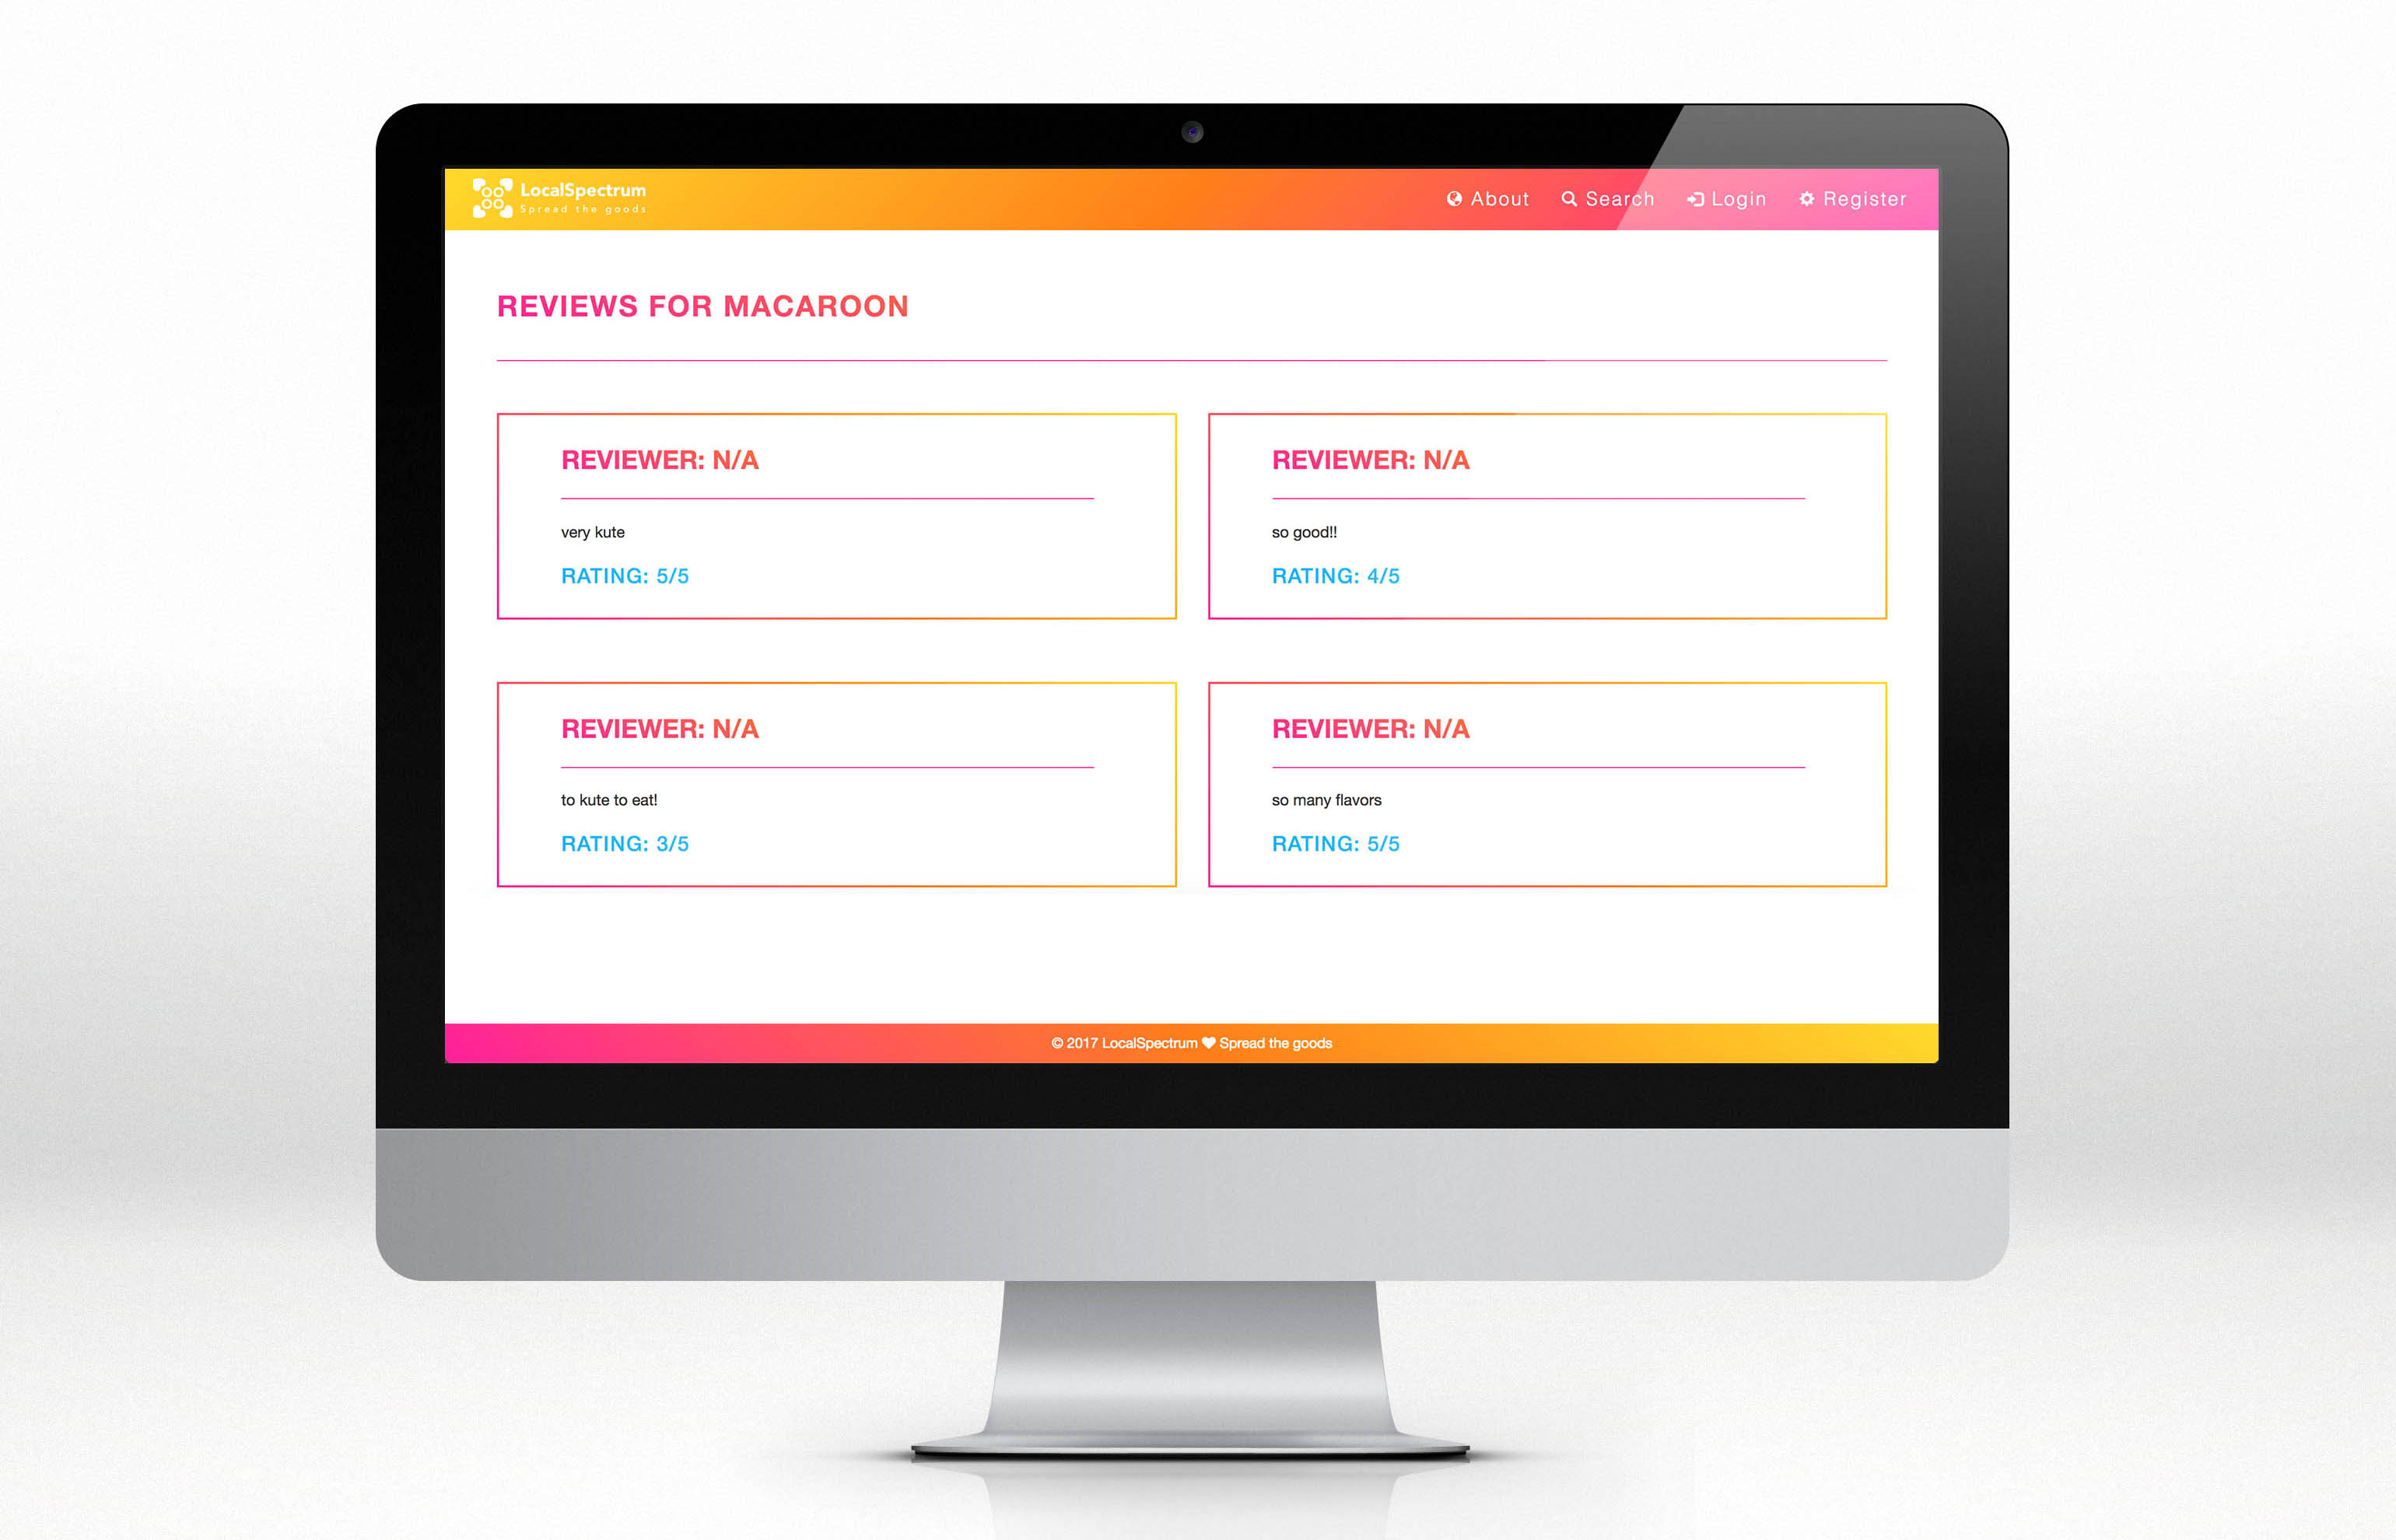 LocalSpectrum
Spread the goods
About Search Login Register
REVIEWS FOR MACAROON
REVIEWER: N/A
very kute
RATING: 5/5
REVIEWER: N/A
so good!!
RATING: 4/5
REVIEWER: N/A
to kute to eat!
RATING: 3/5
REVIEWER: N/A
so many flavors
RATING: 5/5
© 2017 LocalSpectrum ♥ Spread the goods